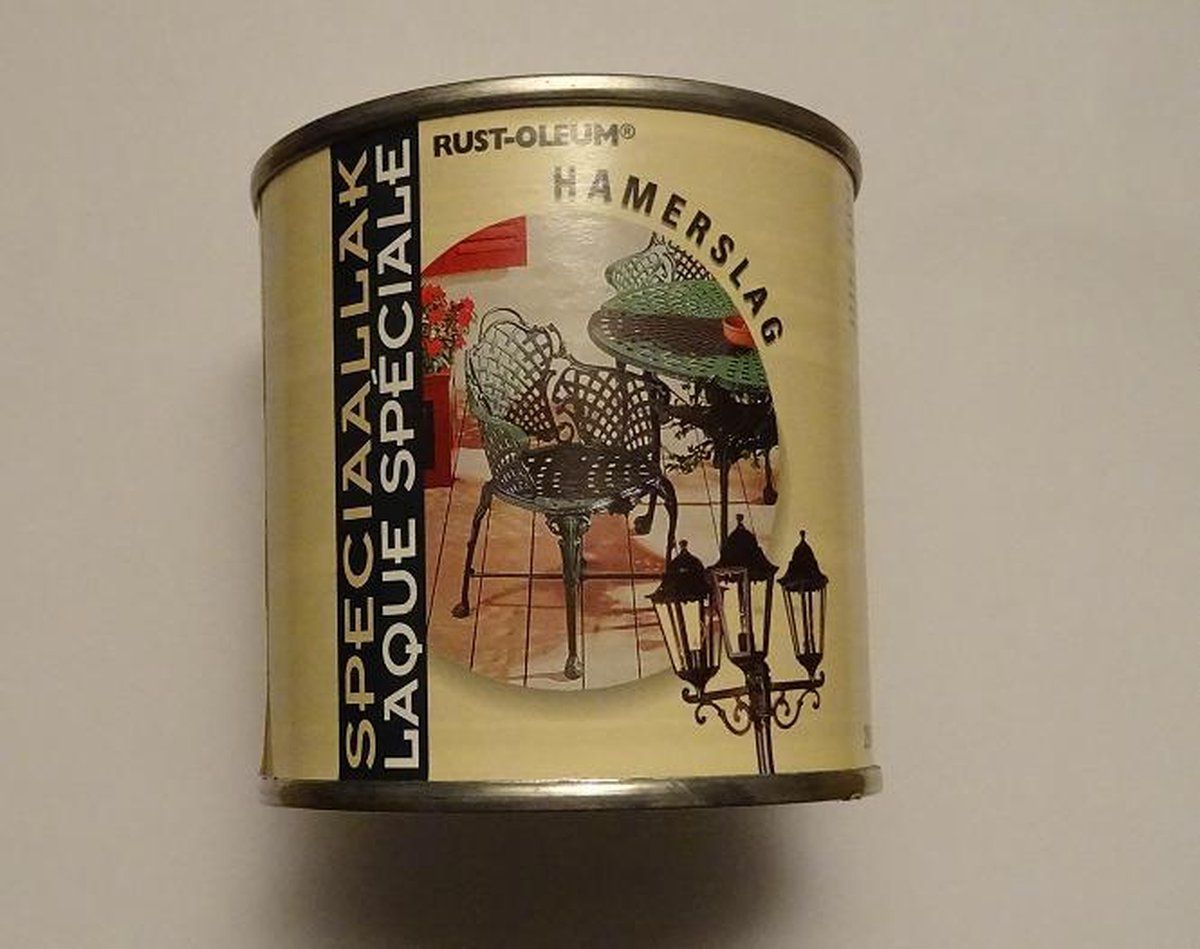 RUST-OLEUM®
HAMERSLAG
SPECIAALLAK
LAQUE SPÉCIALE